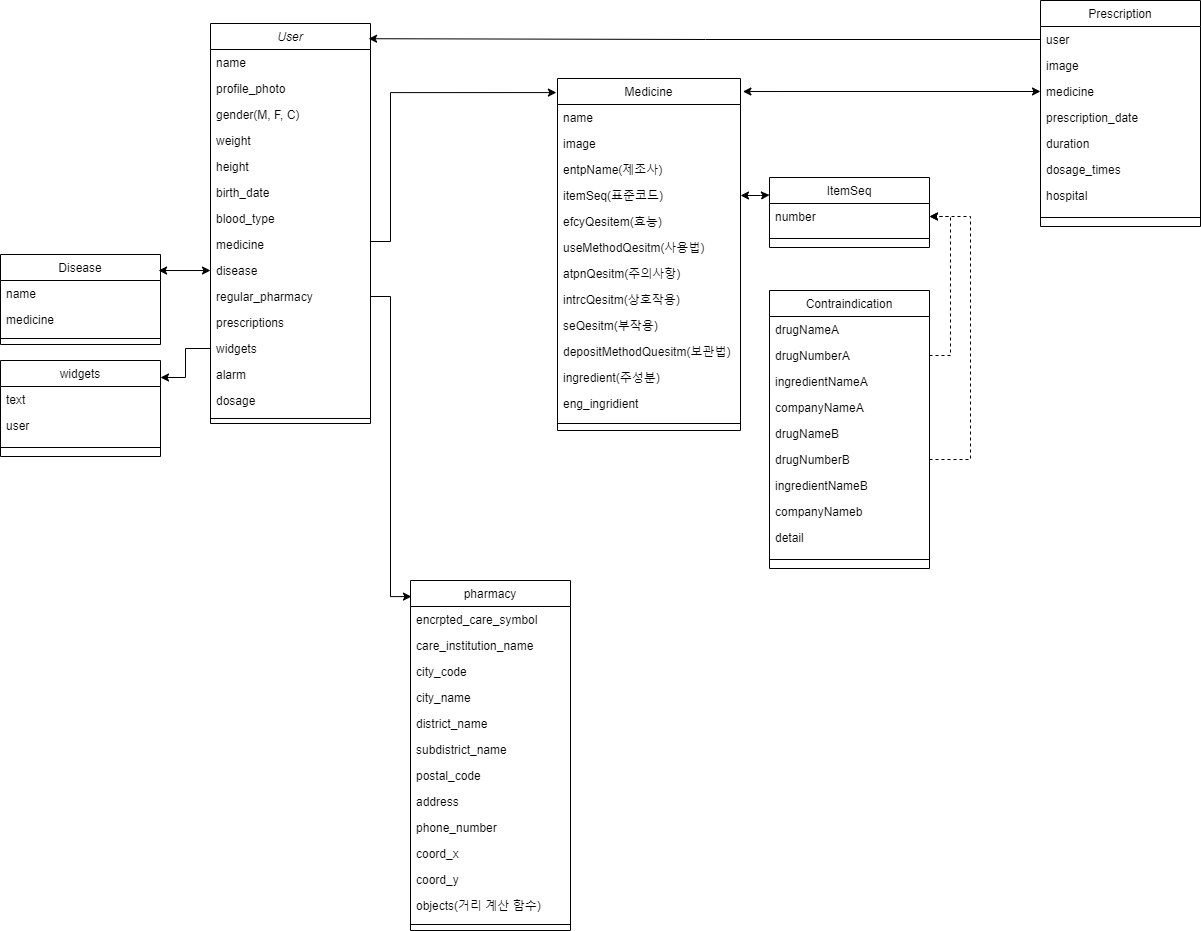 User
name
profile_photo
gender(M, F, C)
weight
height
birth_date
blood_type
medicine
disease
regular_pharmacy
prescriptions
widgets
alarm
dosage
Disease
name
medicine
widgets
text
user
Medicine
name
image
entpName(제조사)
itemSeq(표준코드)
efcyQesitem(효능)
useMethodQesitm(사용법)
atpnQesitm(주의사항)
intrcQesitm(상호작용)
seQesitm(부작용)
depositMethodQuesitm(보관법)
ingredient(주성분)
eng_ingridient
Prescription
user
image
medicine
prescription_date
duration
dosage_times
hospital
ItemSeq
number
Contraindication
drugNameA
drugNumberA
ingredientNameA
companyNameA
drugNameB
drugNumberB
ingredientNameB
companyNameb
detail
pharmacy
encrpted_care_symbol
care_institution_name
city_code
city_name
district_name
subdistrict_name
postal_code
address
phone_number
coord_x
coord_y
objects(거리 계산 함수)